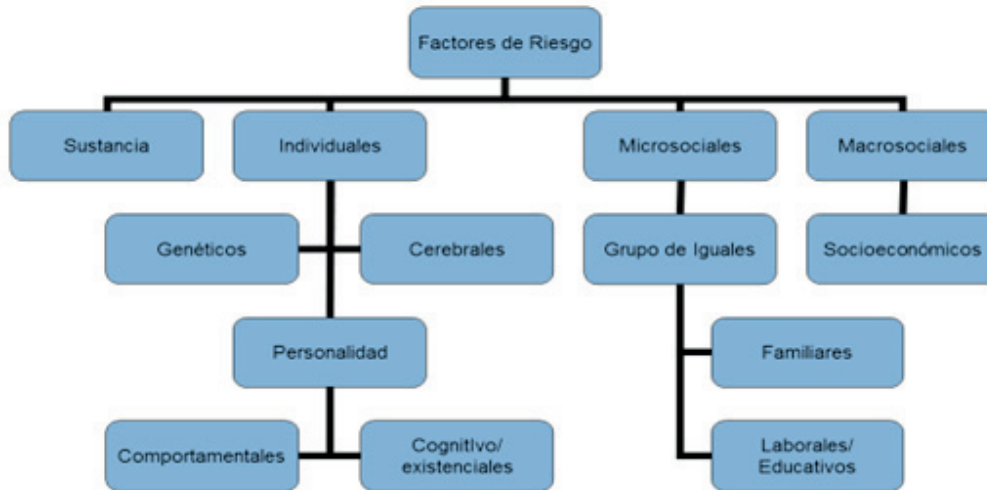 Factores de Riesgo
Sustancia
Individuales
Microsociales
Macrosociales
Genéticos
Cerebrales
Grupo de Iguales
Socioeconómicos
Personalidad
Familiares
Comportamentales
Cognitivo/
existenciales
Laborales/
Educativos